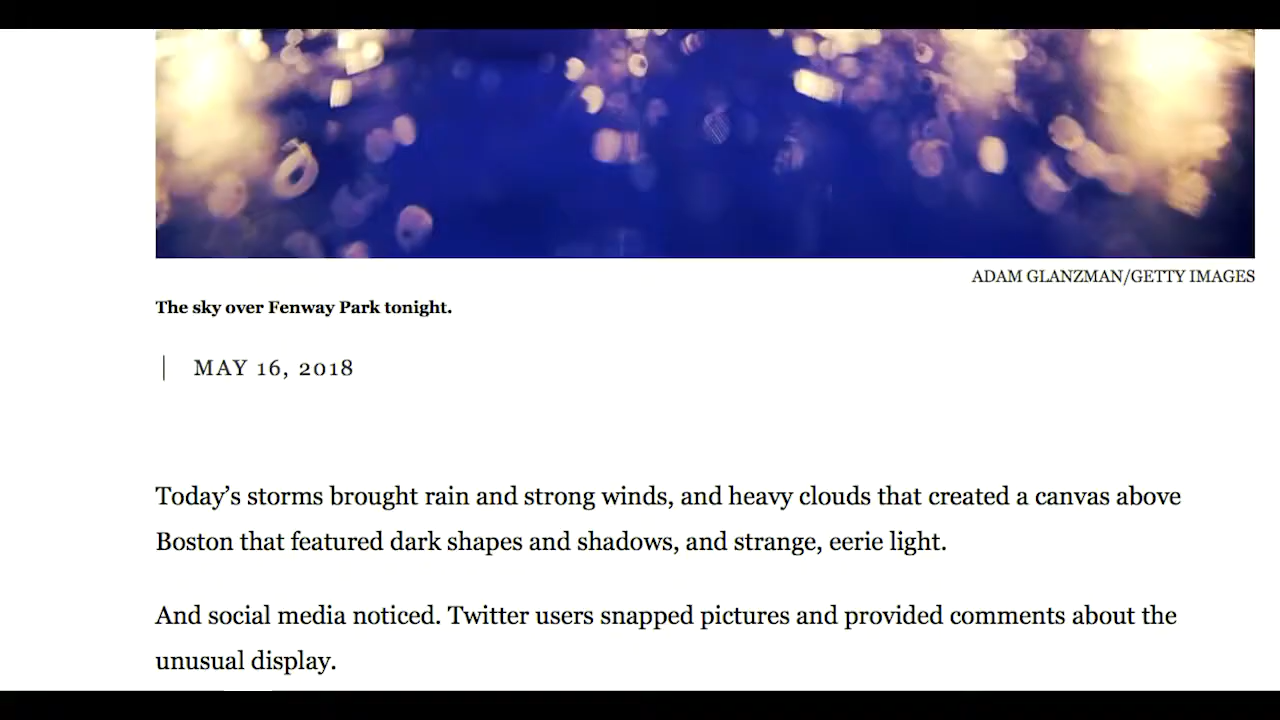 ADAM GLANZMAN/GETTY IMAGES
The sky over Fenway Park tonight.
| MAY 16, 2018
Today’s storms brought rain and strong winds, and heavy clouds that created a canvas above
Boston that featured dark shapes and shadows, and strange, eerie light.
And social media noticed. Twitter users snapped pictures and provided comments about the
unusual display.